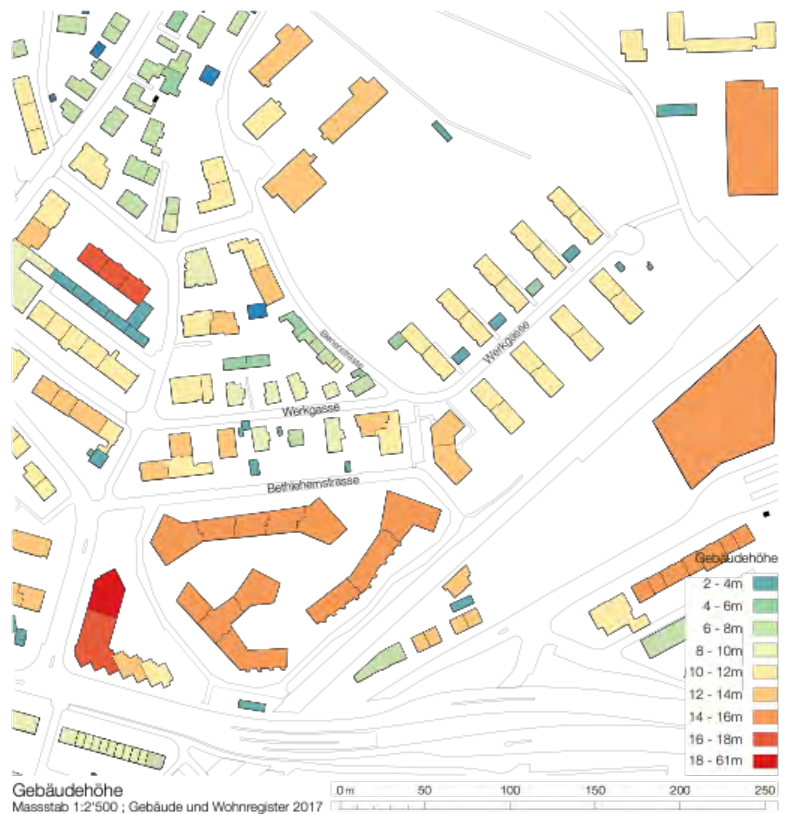 Bienenstrasse
Werkgasse
Werkgasse
Bethlehemstrasse
Gebäudehöhe
2 - 4m
4 - 6m
6 - 8m
8 - 10m
10 - 12m
12 - 14m
14 - 16m
16 - 18m
18 - 61m
Gebäudehöhe
Massstab 1:2'500 ; Gebäude und Wohnregister 2017
0 m 50 100 150 200 250